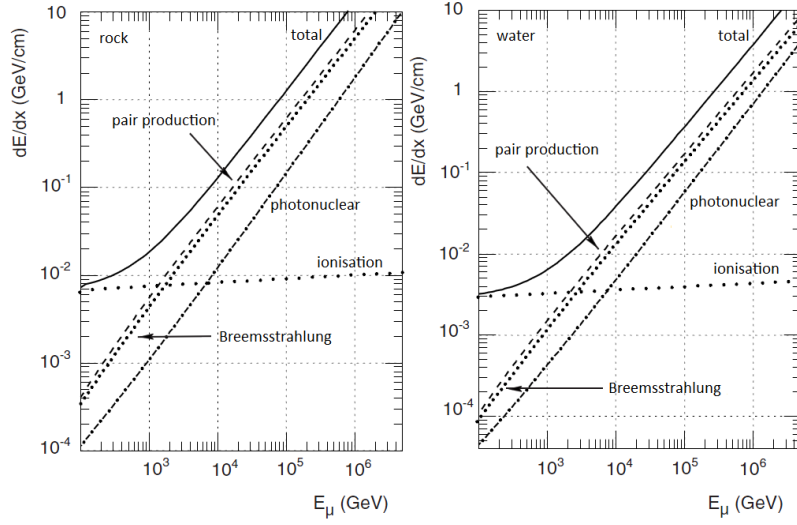 rock
total
pair production
photonuclear
ionisation
Breemsstrahlung
dE/dx (GeV/cm)
10
1
10⁻¹
10⁻²
10⁻³
10⁻⁴
10³
10⁴
10⁵
10⁶
E_μ (GeV)
water
total
pair production
photonuclear
ionisation
Breemsstrahlung
dE/dx (GeV/cm)
10
1
10⁻¹
10⁻²
10⁻³
10⁻⁴
10³
10⁴
10⁵
10⁶
E_μ (GeV)